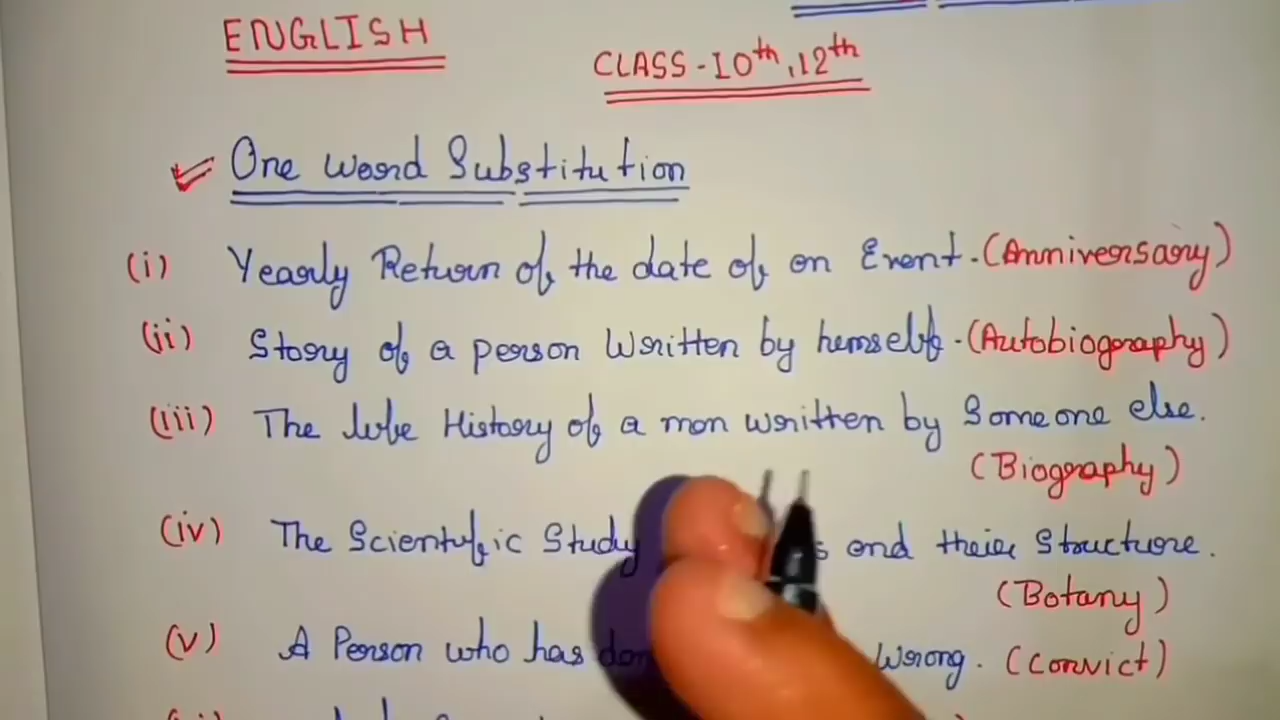 ENGLISH
CLASS-10th,12th
One Word Substitution
(i) Yearly Return of the date of an Event. (Anniversary)
(ii) Story of a person Written by hemself. (Autobiography)
(iii) The life History of a man written by Someone else.
(Biography)
(iv) The Scientific Study and their Structure.
(Botany)
(v) A Person who has Wrong. (Convict)